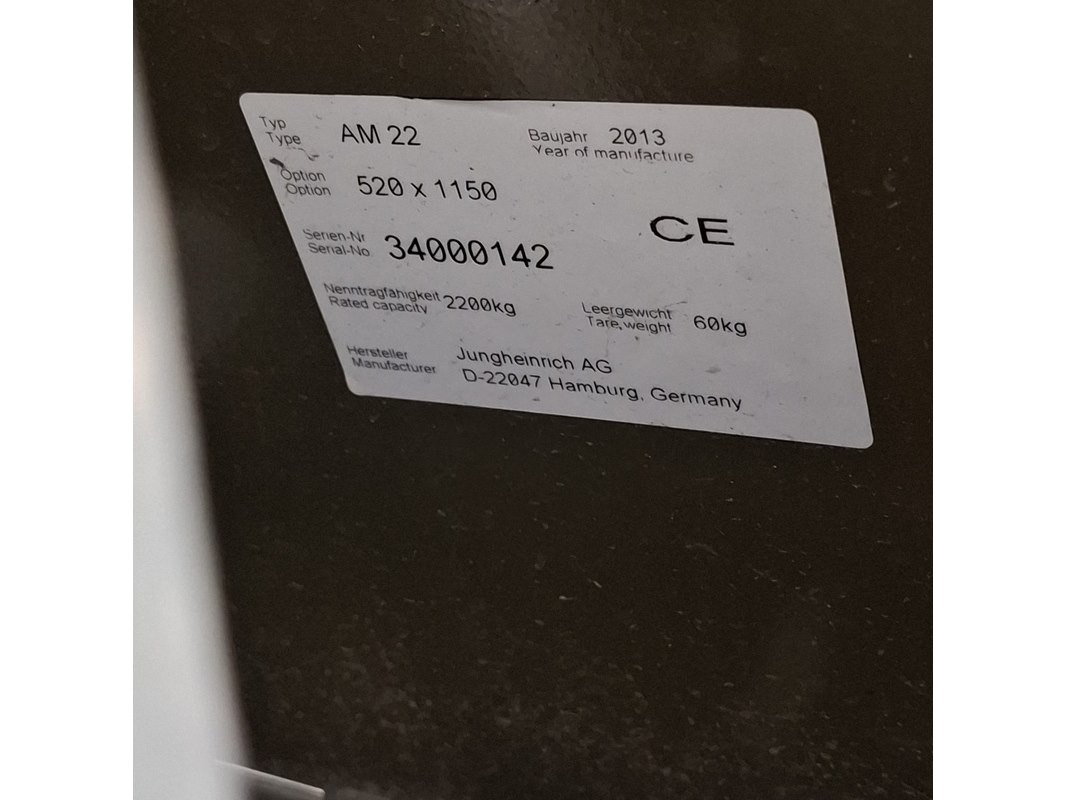 Typ AM 22 Baujahr 2013
Type Year of manufacture
Option 520 x 1150
Option
CE
Serien-Nr 34000142
Serial-No
Nenntragfähigkeit 2200kg Leergewicht 60kg
Rated capacity Tare weight
Hersteller Jungheinrich AG
Manufacturer D-22047 Hamburg, Germany